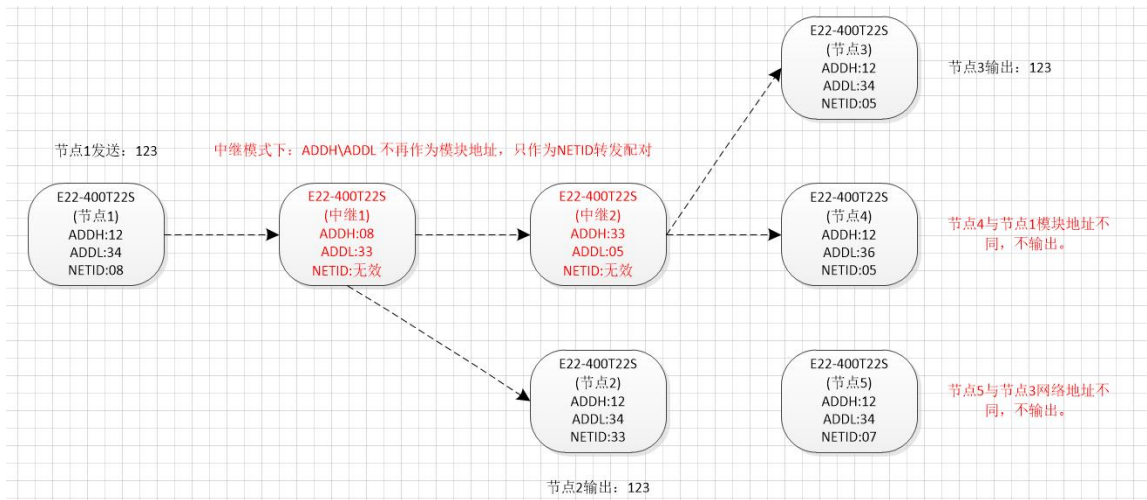 E22-400T22S
(节点3)
ADDH:12
ADDL:34
NETID:05
节点3输出：123
节点1发送：123
中继模式下：ADDH\ADDL 不再作为模块地址，只作为NETID转发配对
E22-400T22S
(节点1)
ADDH:12
ADDL:34
NETID:08
E22-400T22S
(中继1)
ADDH:08
ADDL:33
NETID:无效
E22-400T22S
(中继2)
ADDH:33
ADDL:05
NETID:无效
E22-400T22S
(节点4)
ADDH:12
ADDL:36
NETID:05
节点4与节点1模块地址不
同，不输出。
E22-400T22S
(节点2)
ADDH:12
ADDL:34
NETID:33
E22-400T22S
(节点5)
ADDH:12
ADDL:34
NETID:07
节点5与节点3网络地址不
同，不输出。
节点2输出：123